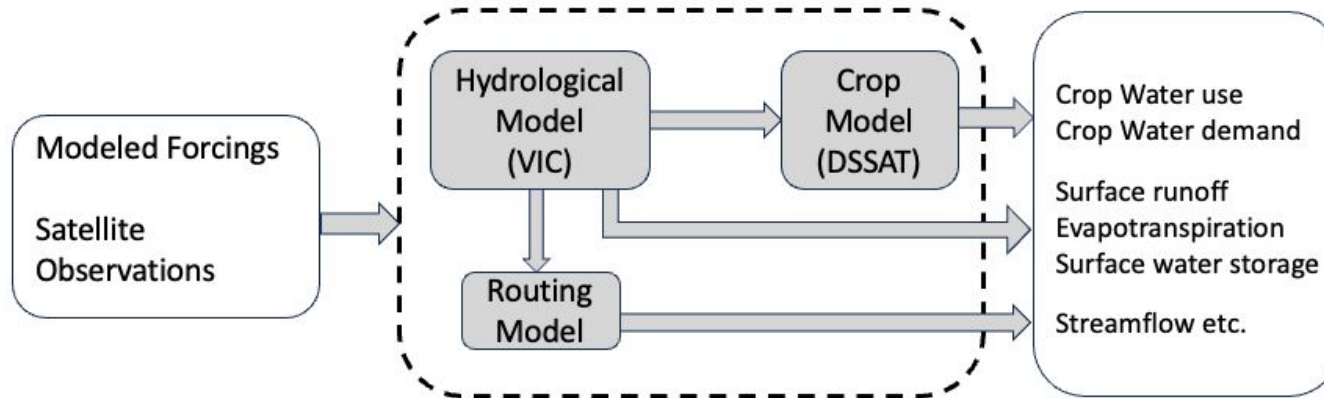 Modeled Forcings
Satellite
Observations
Hydrological
Model
(VIC)
Crop
Model
(DSSAT)
Routing
Model
Crop Water use
Crop Water demand
Surface runoff
Evapotranspiration
Surface water storage
Streamflow etc.